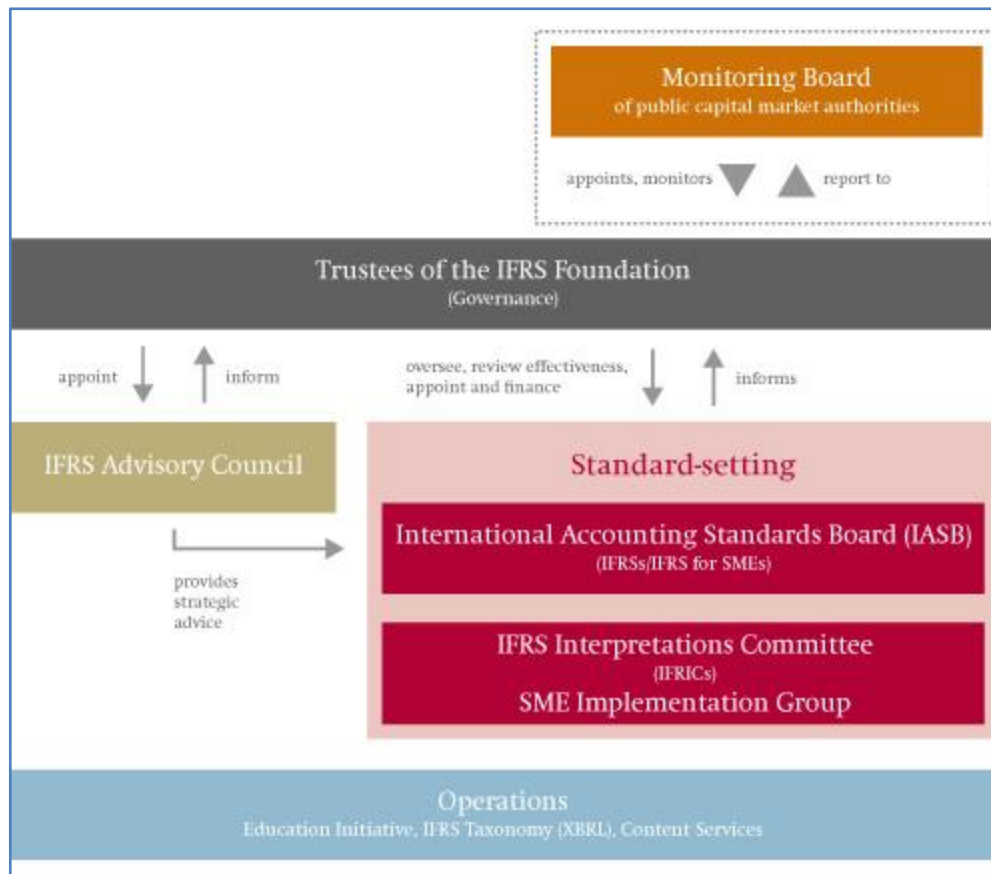 Monitoring Board
of public capital market authorities
appoints, monitors
report to
Trustees of the IFRS Foundation
(Governance)
appoint
inform
oversee, review effectiveness,
appoint and finance
informs
IFRS Advisory Council
Standard-setting
International Accounting Standards Board (IASB)
(IFRSs/IFRS for SMEs)
provides
strategic
advice
IFRS Interpretations Committee
(IFRICs)
SME Implementation Group
Operations
Education Initiative, IFRS Taxonomy (XBRL), Content Services